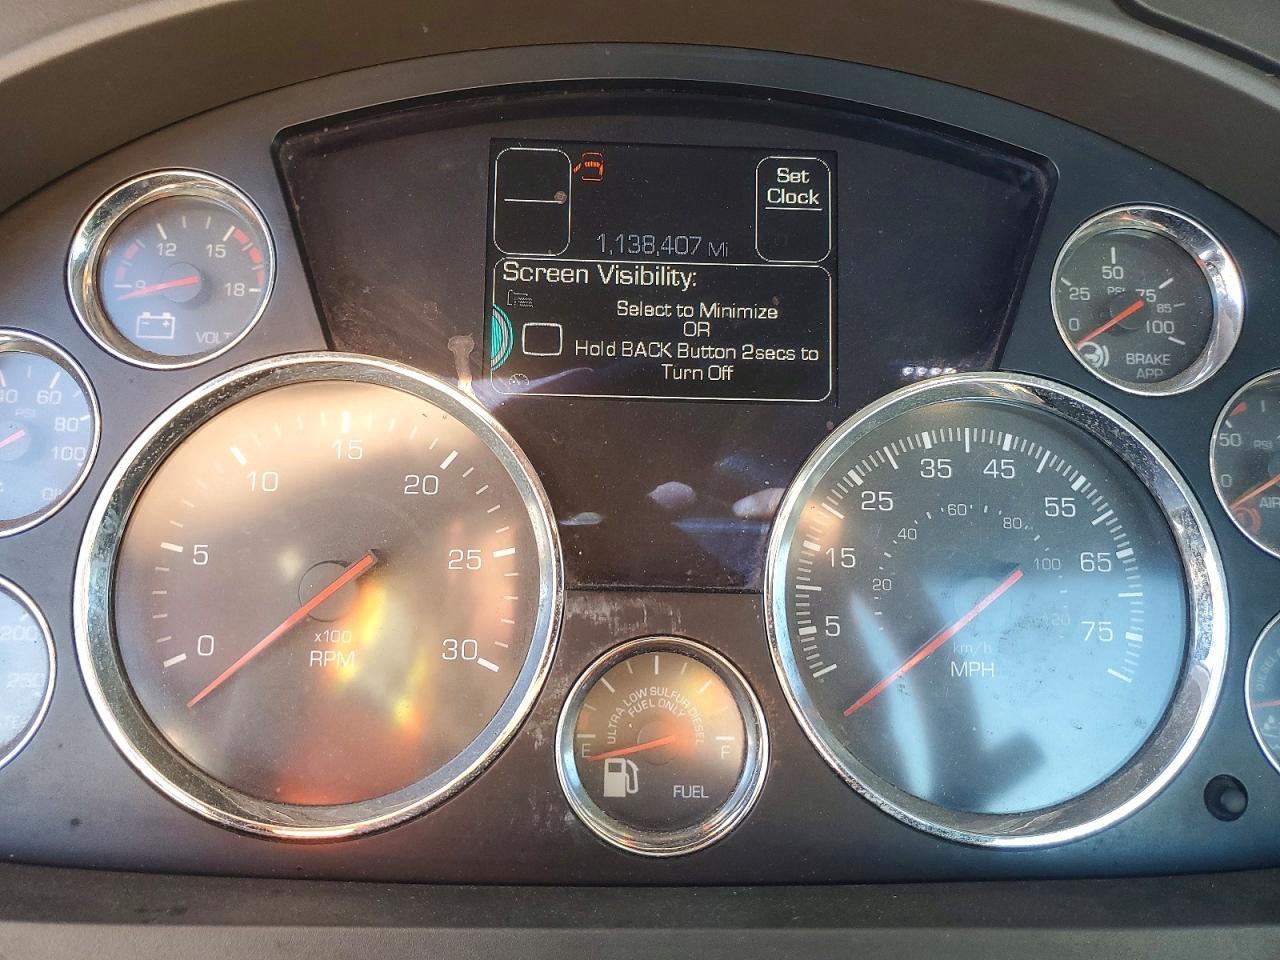 Set
Clock
1,138,407 Mi
Screen Visibility:
Select to Minimize
OR
Hold BACK Button 2secs to
Turn Off
12 15
9 18
VOLT
60
PSI
80
100
OIL
200
250
0 5 10 15 20 25 30
x100
RPM
ULTRA LOW SULFUR DIESEL
FUEL ONLY
E F
FUEL
5 15 25 35 45 55 65 75
20 40 60 80 100 120
km/h
MPH
0 25 50 75 85 100
PSI
BRAKE
APP
50
PSI
0
AIR